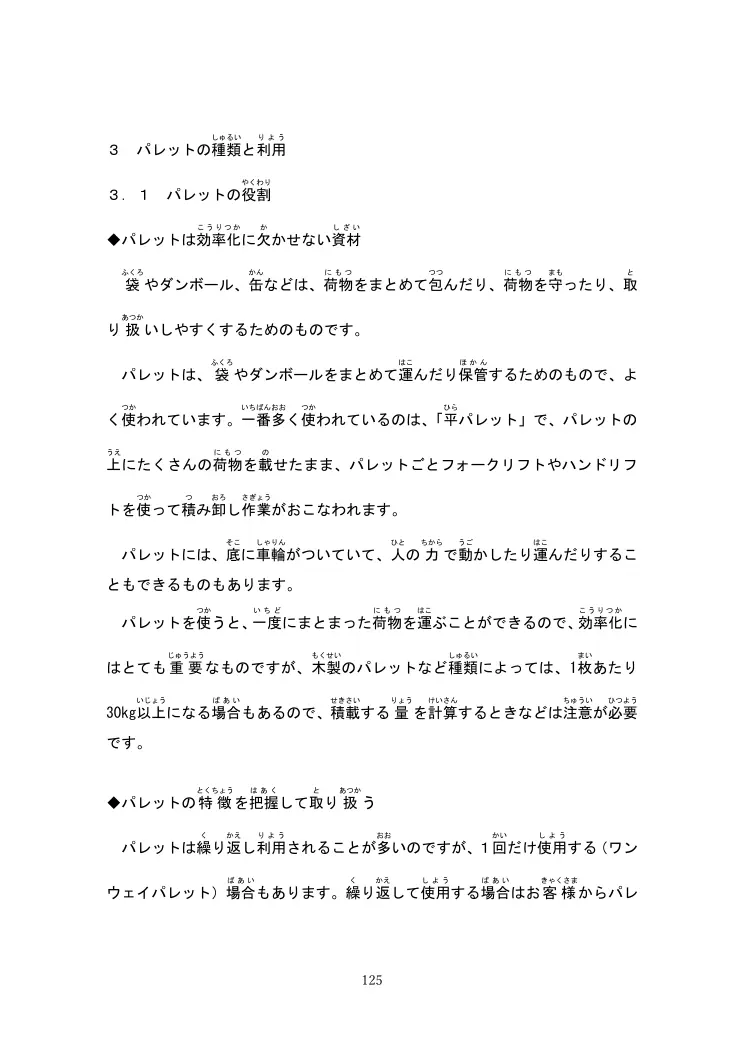 ３　パレットの種類と利用
３．１　パレットの役割
◆パレットは効率化に欠かせない資材
袋やダンボール、缶などは、荷物をまとめて包んだり、荷物を守ったり、取
り扱いしやすくするためのものです。
パレットは、袋やダンボールをまとめて運んだり保管するためのもので、よ
く使われています。一番多く使われているのは、「平パレット」で、パレットの
上にたくさんの荷物を載せたまま、パレットごとフォークリフトやハンドリフ
トを使って積み卸し作業がおこなわれます。
パレットには、底に車輪がついていて、人の力で動かしたり運んだりするこ
ともできるものもあります。
パレットを使うと、一度にまとまった荷物を運ぶことができるので、効率化に
はとても重要なものですが、木製のパレットなど種類によっては、1枚あたり
30kg以上になる場合もあるので、積載する量を計算するときなどは注意が必要
です。
◆パレットの特徴を把握して取り扱う
パレットは繰り返し利用されることが多いのですが、1回だけ使用する（ワン
ウェイパレット）場合もあります。繰り返して使用する場合はお客様からパレ
125